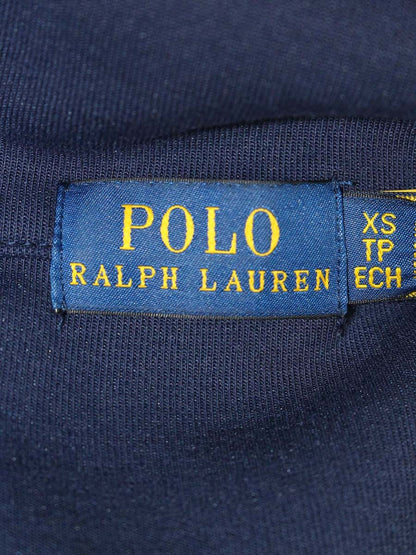 POLO
RALPH LAUREN
XS
TP
ECH